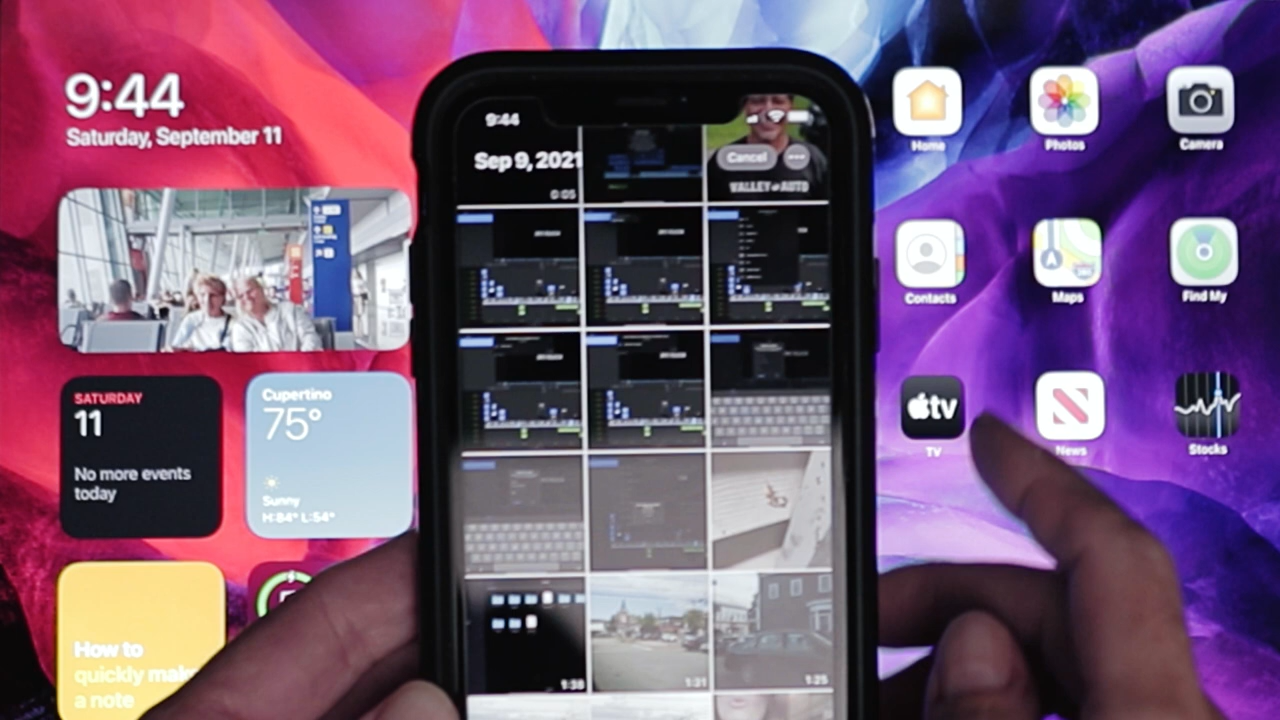 9:44
Saturday, September 11
SATURDAY
11
No more events
today
Cupertino
75°
Sunny
H:84° L:54°
How to
quickly make
a note
9:44
Sep 9, 2021
Cancel
0:05
VALLEY
AUTO
1:38
1:31
1:25
Home
Photos
Camera
Contacts
Maps
Find My
tv
TV
News
Stocks